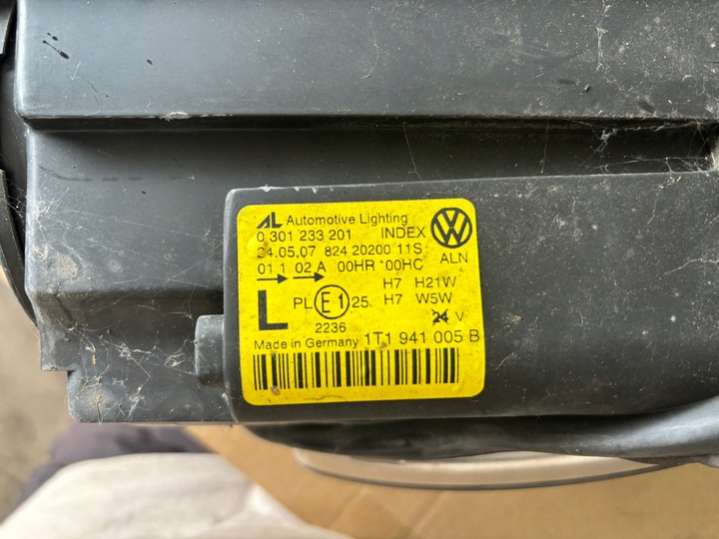 AL Automotive Lighting
0 301 233 201 INDEX
24.05.07 824 20200 11S ALN
01 1 02 A 00HR *00HC
H7 H21W
L PL E1 25. H7 W5W
2236 24 V
Made in Germany 1T1 941 005 B